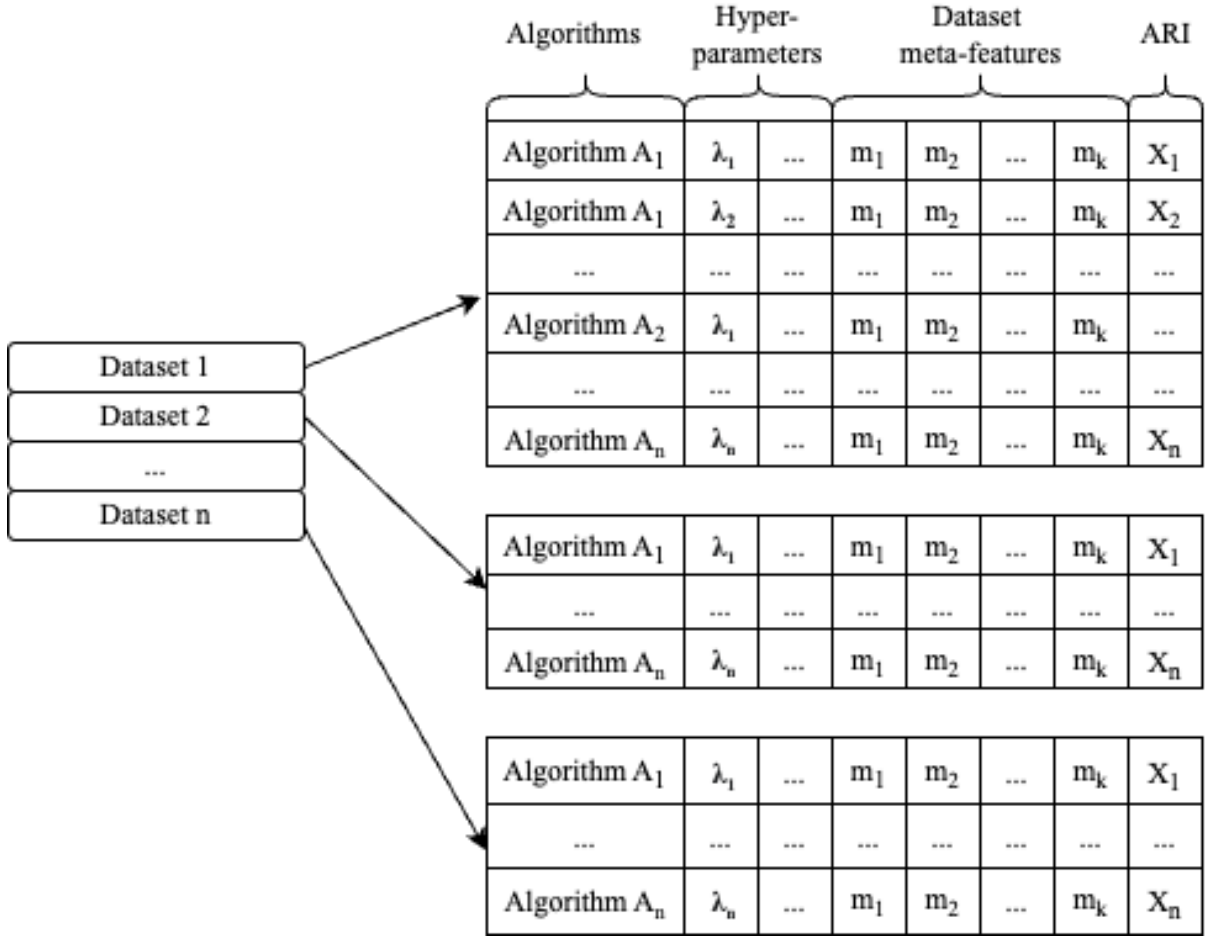 Algorithms Hyper-parameters Dataset meta-features ARI
Algorithm A₁ λ₁ ... m₁ m₂ ... mₖ X₁
Algorithm A₁ λ₂ ... m₁ m₂ ... mₖ X₂
... ... ... ... ... ... ... ...
Algorithm A₂ λ₁ ... m₁ m₂ ... mₖ ...
... ... ... ... ... ... ... ...
Algorithm Aₙ λₙ ... m₁ m₂ ... mₖ Xₙ
Dataset 1
Dataset 2
...
Dataset n
Algorithm A₁ λ₁ ... m₁ m₂ ... mₖ X₁
... ... ... ... ... ... ... ...
Algorithm Aₙ λₙ ... m₁ m₂ ... mₖ Xₙ
Algorithm A₁ λ₁ ... m₁ m₂ ... mₖ X₁
... ... ... ... ... ... ... ...
Algorithm Aₙ λₙ ... m₁ m₂ ... mₖ Xₙ